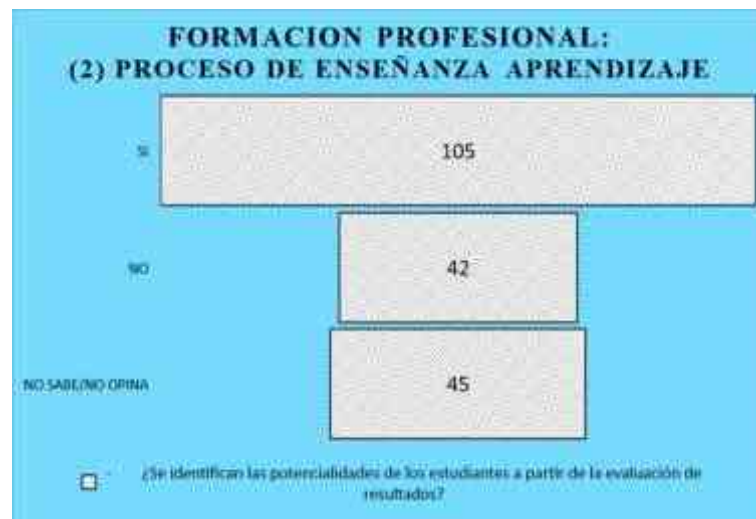 FORMACION PROFESIONAL:
(2) PROCESO DE ENSEÑANZA APRENDIZAJE
SI
105
NO
42
NO SABE/NO OPINA
45
¿Se identifican las potencialidades de los estudiantes a partir de la evaluación de
resultados?